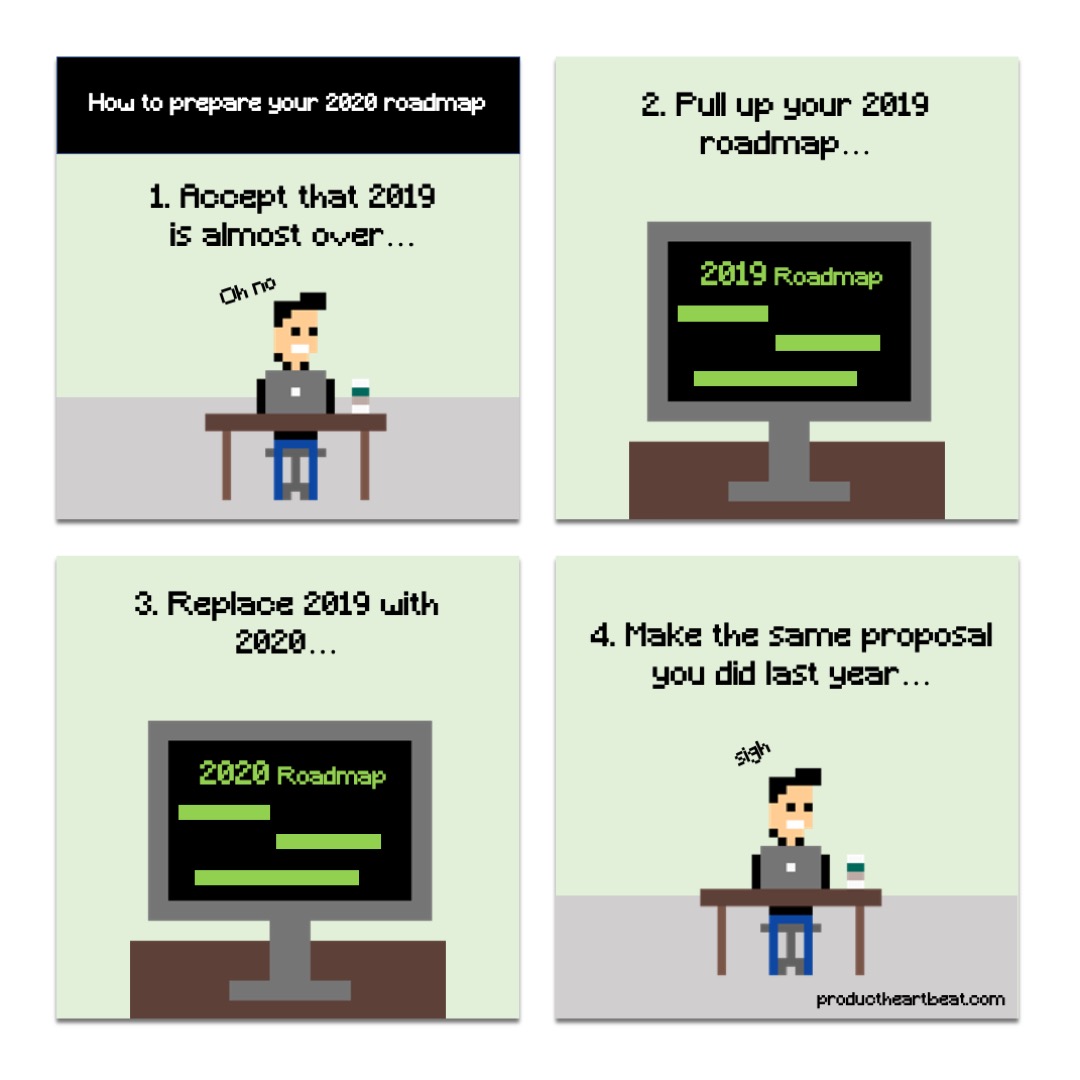 How to prepare your 2020 roadmap
1. Accept that 2019
is almost over...
Oh no
2. Pull up your 2019
roadmap...
2019 Roadmap
3. Replace 2019 with
2020...
2020 Roadmap
4. Make the same proposal
you did last year...
sigh
productheartbeat.com